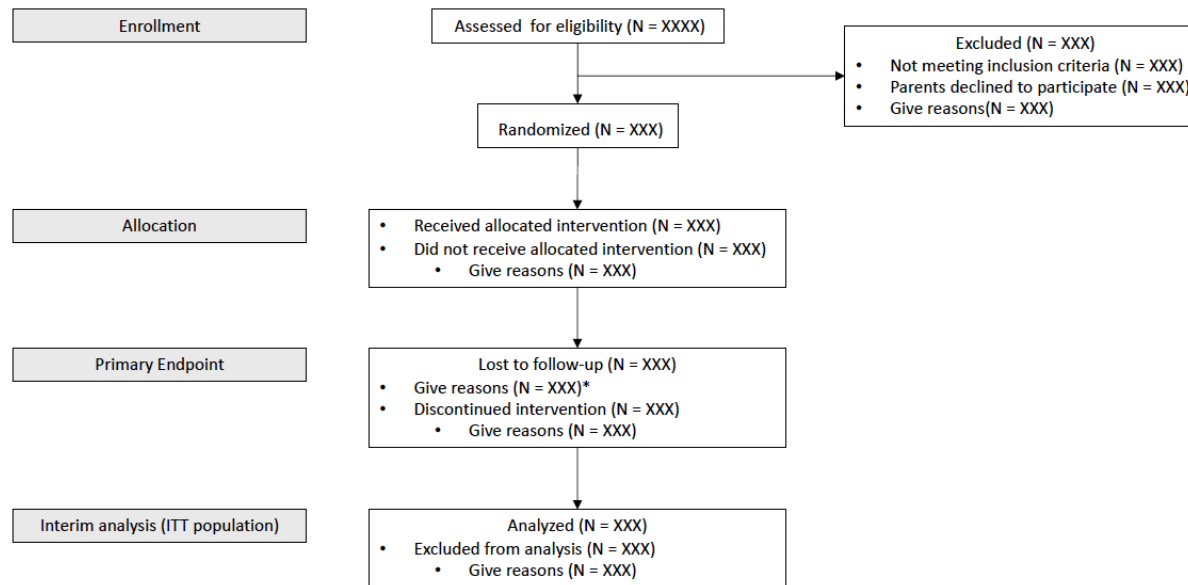 Enrollment
Assessed for eligibility (N = XXXX)
Excluded (N = XXX)
• Not meeting inclusion criteria (N = XXX)
• Parents declined to participate (N = XXX)
• Give reasons(N = XXX)
Randomized (N = XXX)
Allocation
• Received allocated intervention (N = XXX)
• Did not receive allocated intervention (N = XXX)
• Give reasons (N = XXX)
Primary Endpoint
Lost to follow-up (N = XXX)
• Give reasons (N = XXX)*
• Discontinued intervention (N = XXX)
• Give reasons (N = XXX)
Interim analysis (ITT population)
Analyzed (N = XXX)
• Excluded from analysis (N = XXX)
• Give reasons (N = XXX)